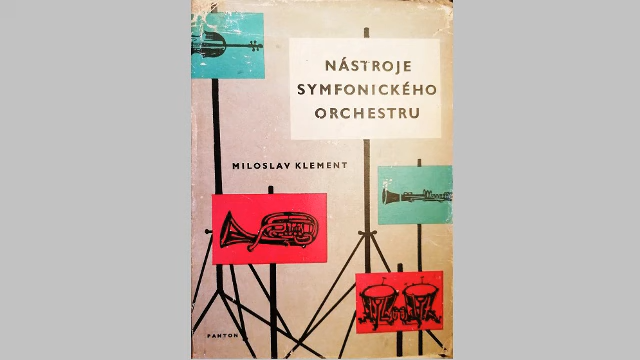 NÁSTROJE
SYMFONICKÉHO
ORCHESTRU
MILOSLAV KLEMENT
PANTON